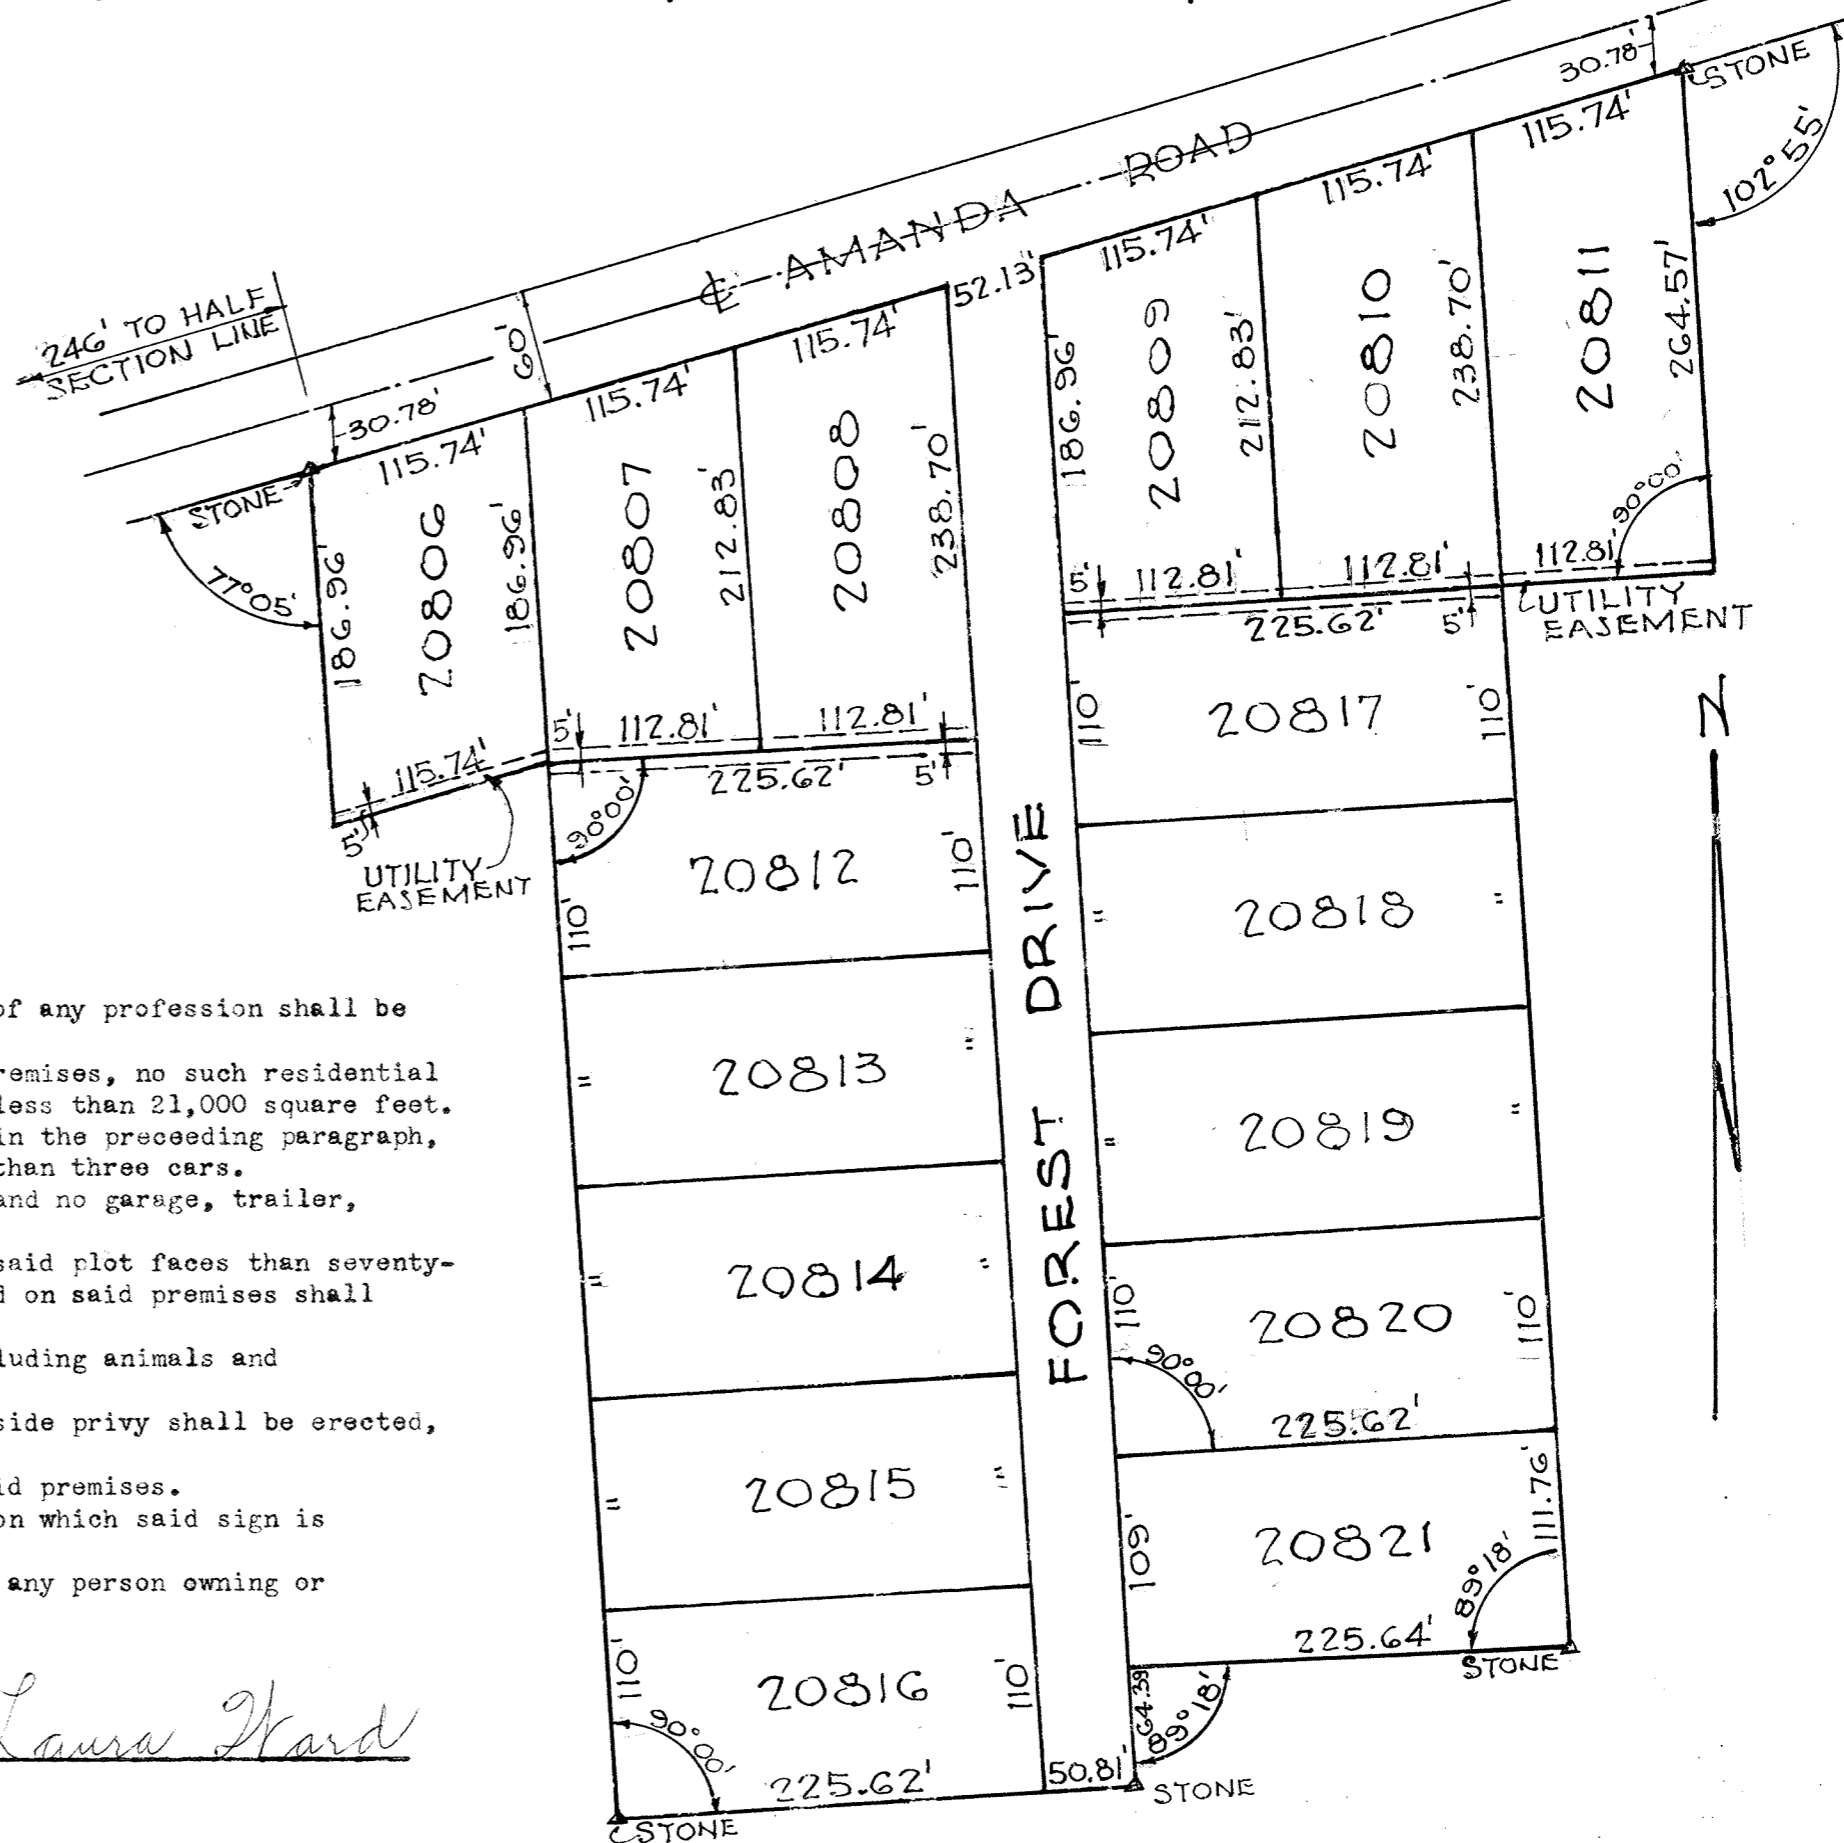 30.78'
STONE
102°55'
℄ AMANDA ROAD
246' TO HALF
SECTION LINE
60'
30.78'
STONE
77°05'
115.74'
115.74'
115.74'
52.13'
115.74'
115.74'
115.74'
186.96'
20806
186.96'
20807
212.83'
20808
238.70'
186.96'
20809
212.83'
20810
238.70'
20811
264.57'
90°00'
5'
112.81'
112.81'
112.81'
225.62'
5'
UTILITY
EASEMENT
5'
112.81'
112.81'
225.62'
5'
115.74'
5'
UTILITY
EASEMENT
90°00'
110'
20812
110'
110'
20817
110'
N
FOREST DRIVE
"
20813
"
"
20818
"
"
20814
"
"
20819
"
"
20815
"
110'
20820
110'
90°00'
225.62'
110'
20816
110'
90°00'
225.62'
STONE
109'
20821
111.76'
89°18'
225.64'
STONE
64.39
89°18'
50.81'
STONE
of any profession shall be
remises, no such residential
less than 21,000 square feet.
in the preceeding paragraph,
than three cars.
and no garage, trailer,
said plot faces than seventy-
on said premises shall
luding animals and
side privy shall be erected,
id premises.
on which said sign is
any person owning or
Laura Ward